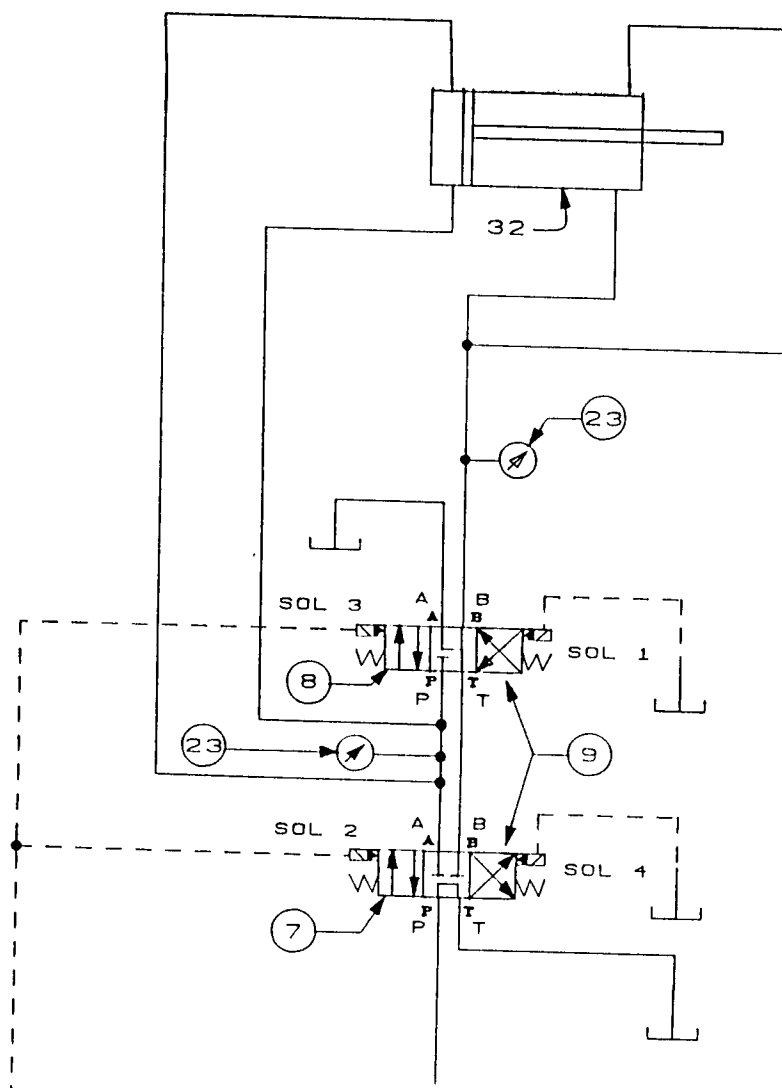 32
23
A B
SOL 3 A B
8 P T SOL 1
P T
23 9
A B
SOL 2 A B
SOL 4
P T
7 P T